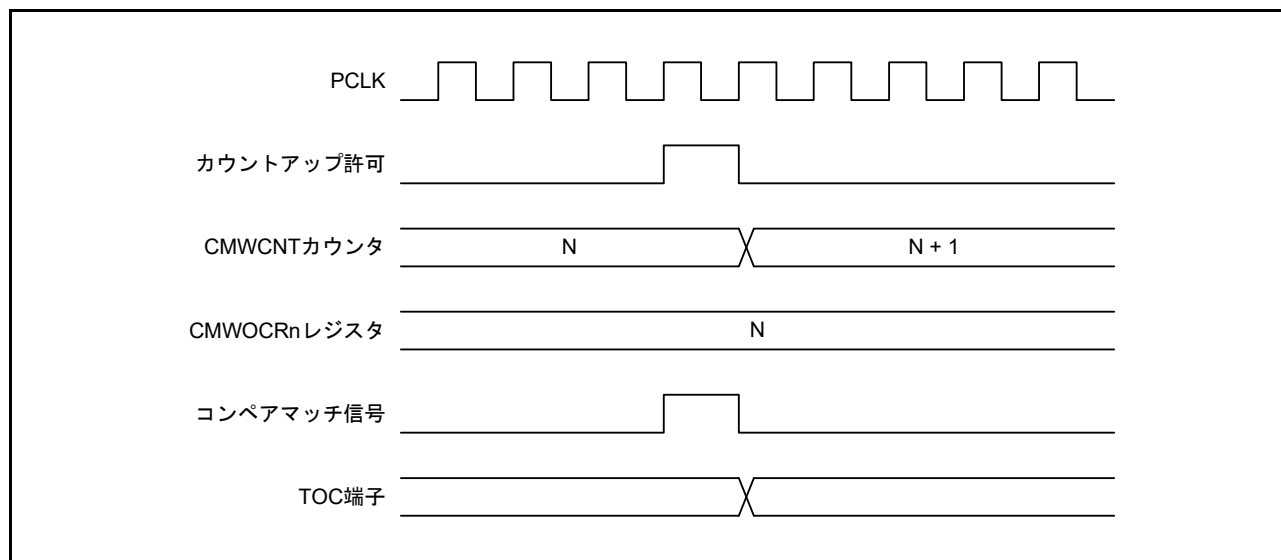 PCLK
カウントアップ許可
CMWCNTカウンタ
N
N + 1
CMWOCRnレジスタ
N
コンペアマッチ信号
TOC端子